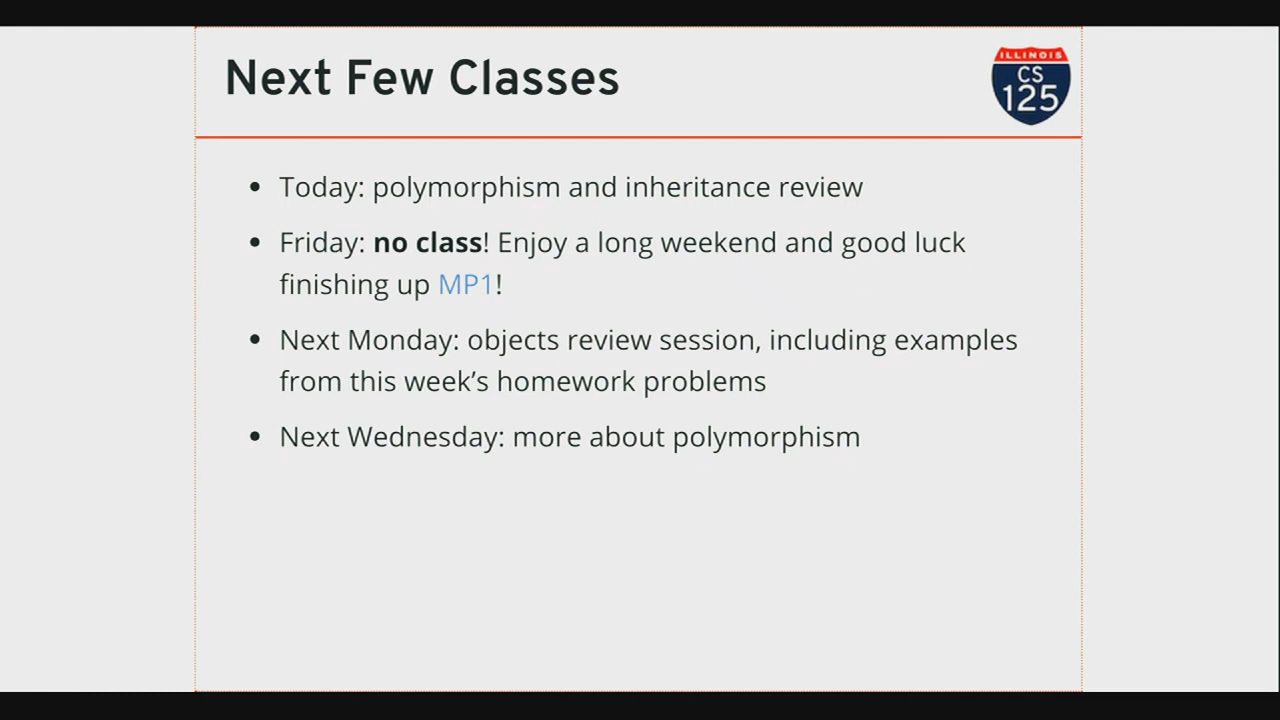 Next Few Classes
ILLINOIS
CS
125
• Today: polymorphism and inheritance review
• Friday: no class! Enjoy a long weekend and good luck
finishing up MP1!
• Next Monday: objects review session, including examples
from this week’s homework problems
• Next Wednesday: more about polymorphism